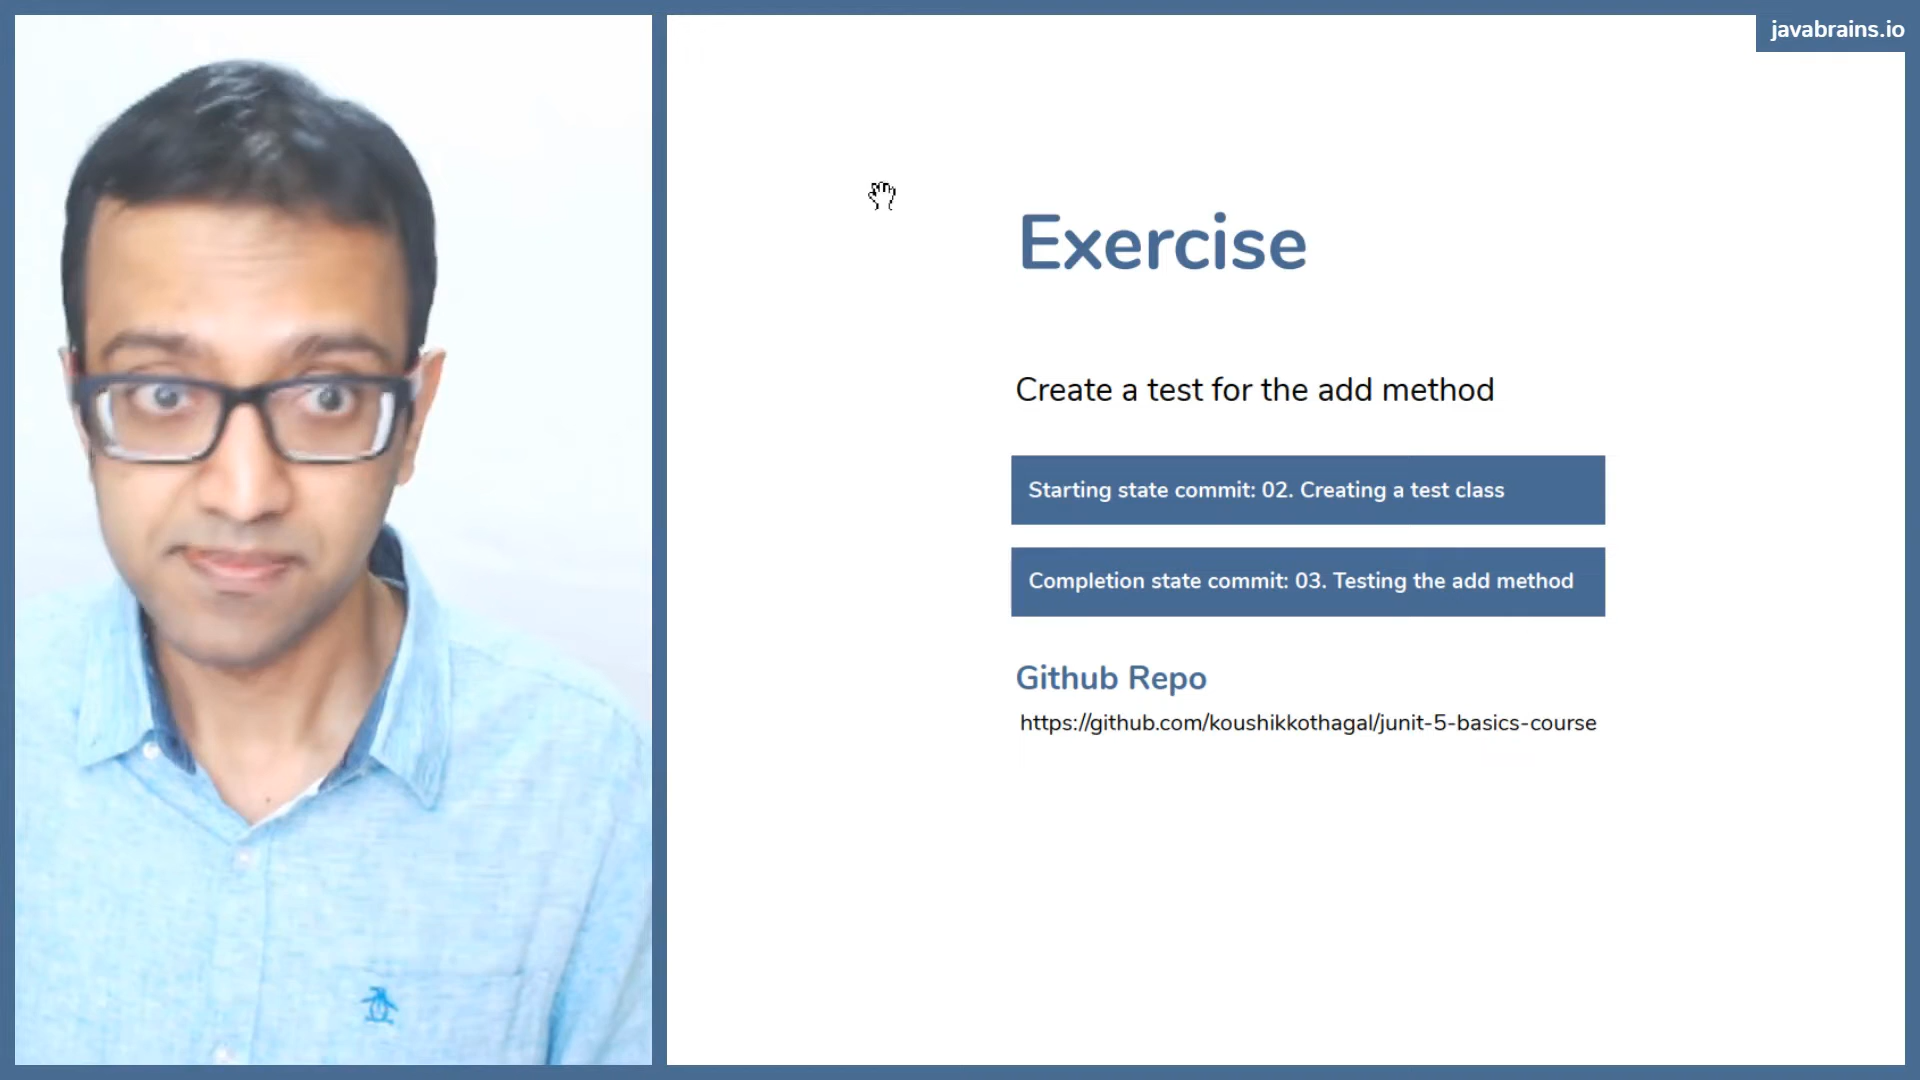 javabrains.io
Exercise
Create a test for the add method
Starting state commit: 02. Creating a test class
Completion state commit: 03. Testing the add method
Github Repo
https://github.com/koushikkothagal/junit-5-basics-course